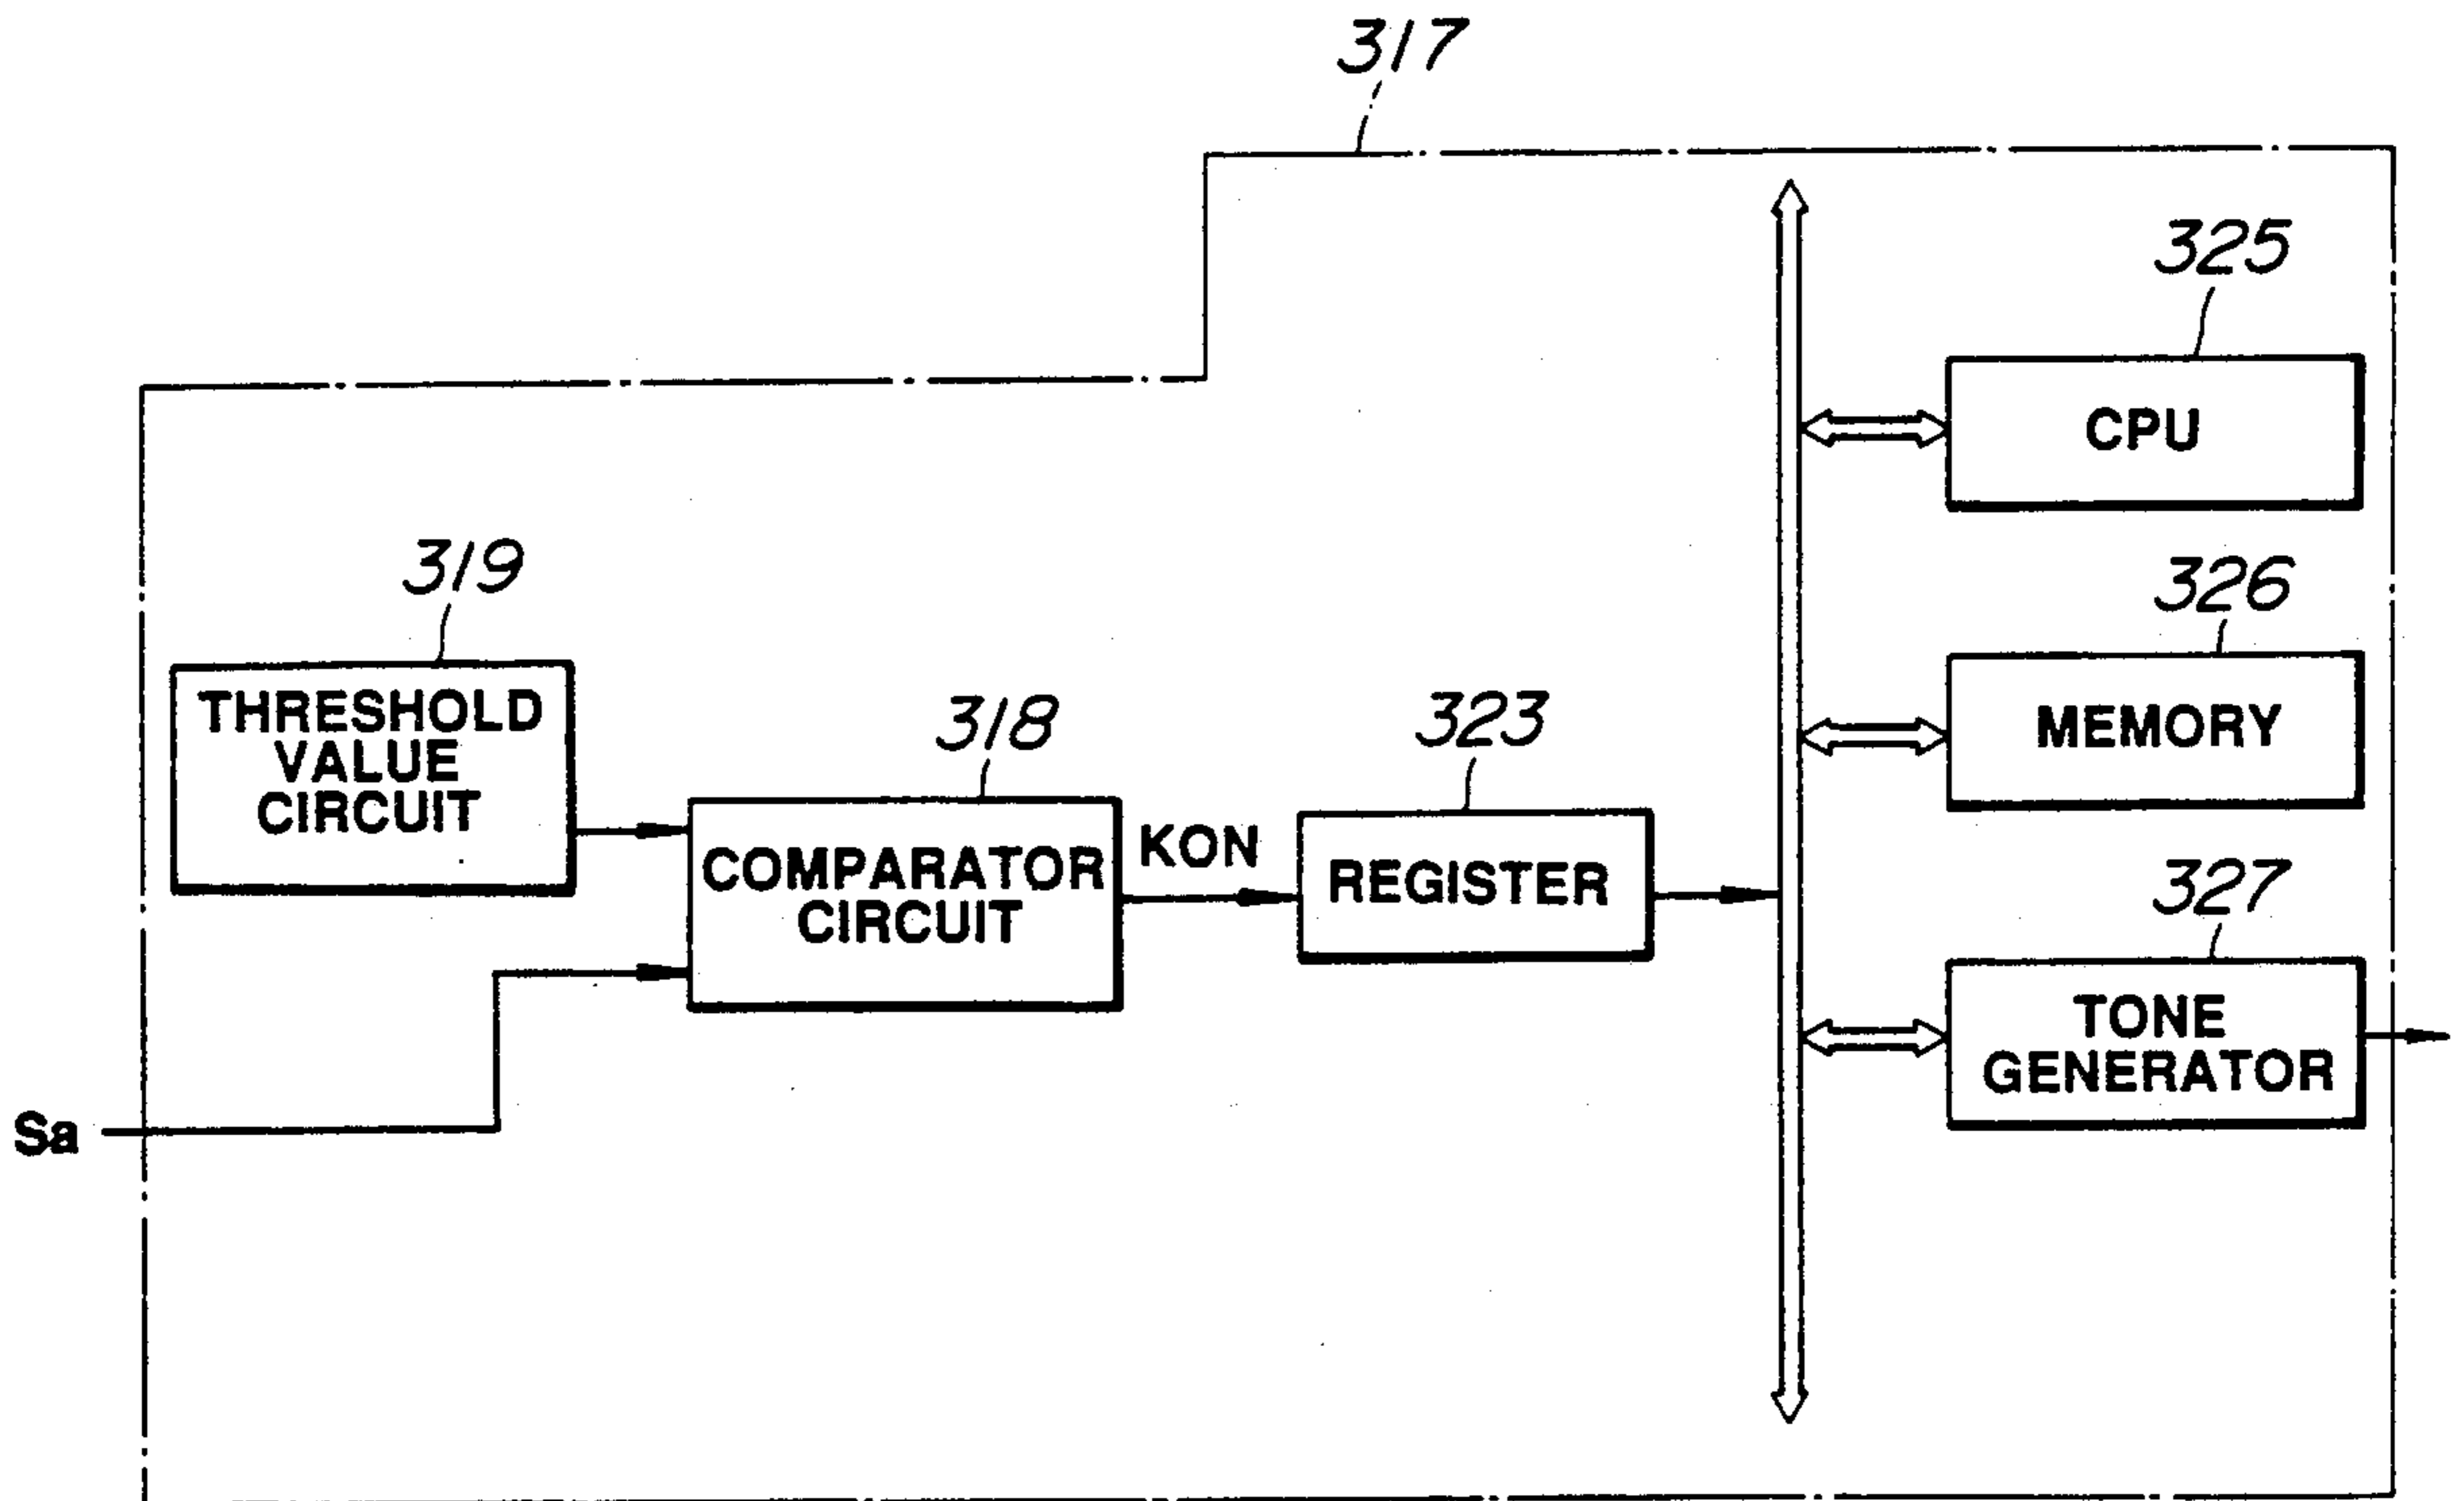 317
325
CPU
319
326
THRESHOLD
VALUE
CIRCUIT
318
323
MEMORY
COMPARATOR
CIRCUIT
KON
REGISTER
327
TONE
GENERATOR
Sa